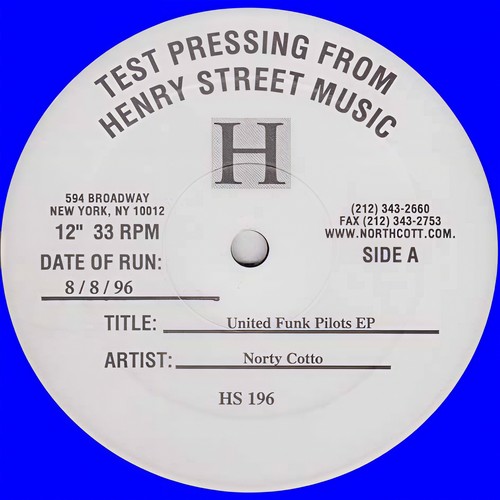 TEST PRESSING FROM
HENRY STREET MUSIC
H
594 BROADWAY
NEW YORK, NY 10012
12" 33 RPM
(212) 343-2660
FAX (212) 343-2753
WWW.NORTHCOTT.COM.
SIDE A
DATE OF RUN:
8/8/96
TITLE: United Funk Pilots EP
ARTIST: Norty Cotto
HS 196